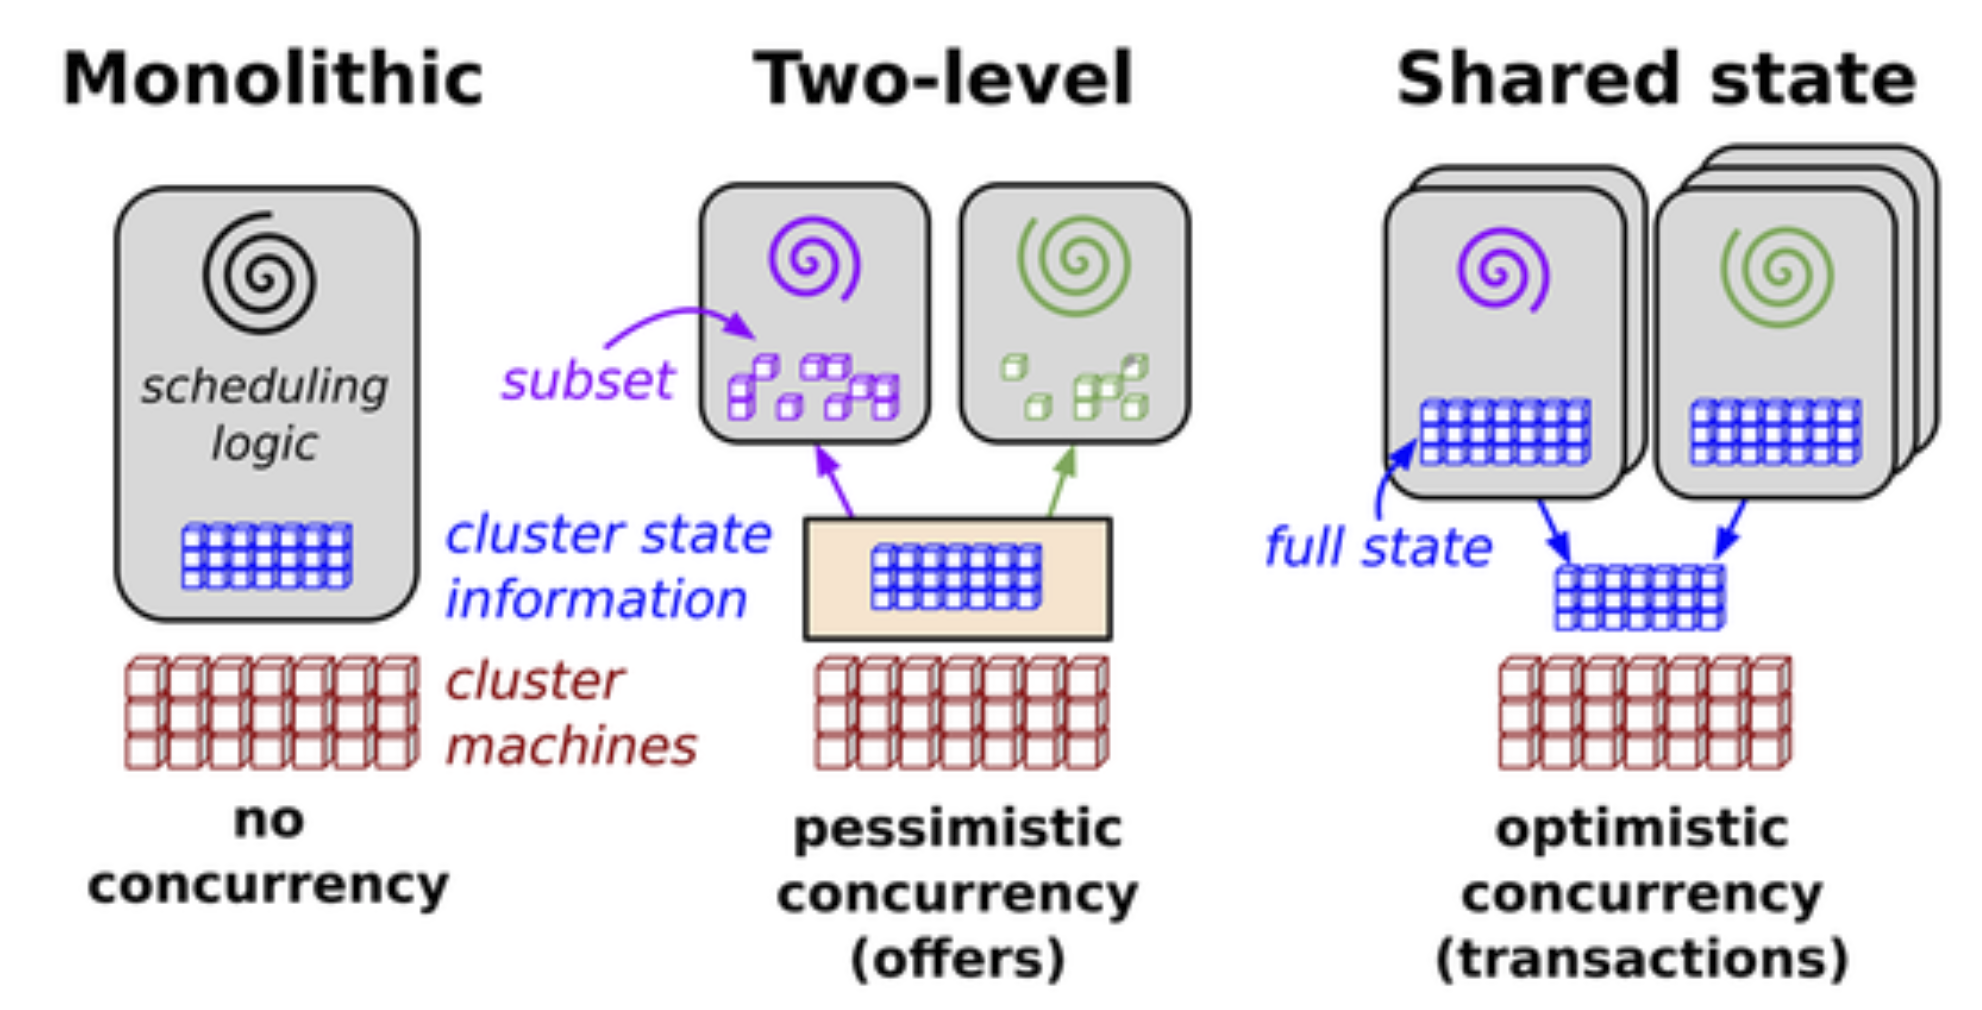 Monolithic
scheduling
logic
cluster state
information
cluster
machines
no
concurrency
Two-level
subset
pessimistic
concurrency
(offers)
Shared state
full state
optimistic
concurrency
(transactions)